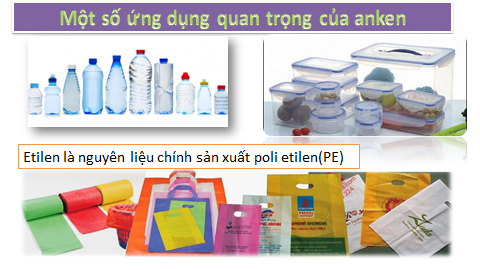 Một số ứng dụng quan trọng của anken
Etilen là nguyên liệu chính sản xuất poli etilen(PE)